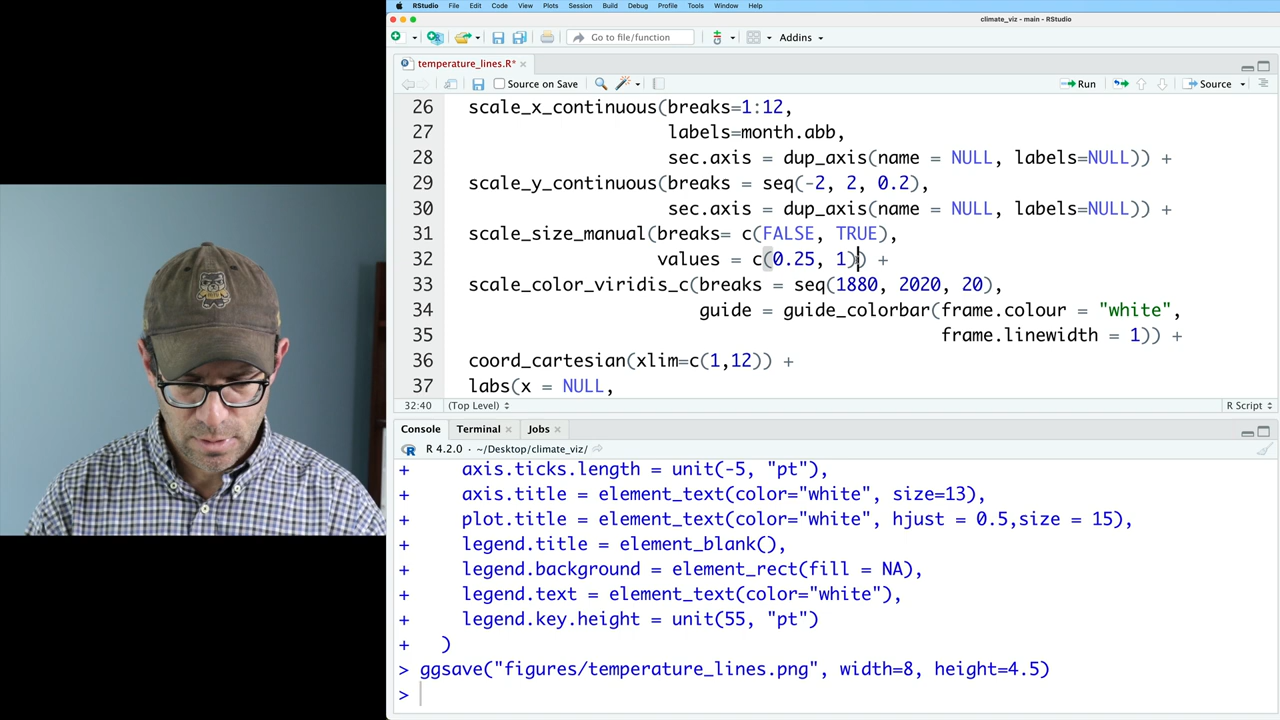 RStudio File Edit Code View Plots Session Build Debug Profile Tools Window Help
climate_viz - main - RStudio
Go to file/function Addins
temperature_lines.R*
Source on Save Run Source
26 scale_x_continuous(breaks=1:12,
27 labels=month.abb,
28 sec.axis = dup_axis(name = NULL, labels=NULL)) +
29 scale_y_continuous(breaks = seq(-2, 2, 0.2),
30 sec.axis = dup_axis(name = NULL, labels=NULL)) +
31 scale_size_manual(breaks= c(FALSE, TRUE),
32 values = c(0.25, 1)) +
33 scale_color_viridis_c(breaks = seq(1880, 2020, 20),
34 guide = guide_colorbar(frame.colour = "white",
35 frame.linewidth = 1)) +
36 coord_cartesian(xlim=c(1,12)) +
37 labs(x = NULL,
32:40 (Top Level) R Script
Console Terminal Jobs
R 4.2.0 · ~/Desktop/climate_viz/
+ axis.ticks.length = unit(-5, "pt"),
+ axis.title = element_text(color="white", size=13),
+ plot.title = element_text(color="white", hjust = 0.5,size = 15),
+ legend.title = element_blank(),
+ legend.background = element_rect(fill = NA),
+ legend.text = element_text(color="white"),
+ legend.key.height = unit(55, "pt")
+ )
> ggsave("figures/temperature_lines.png", width=8, height=4.5)
>